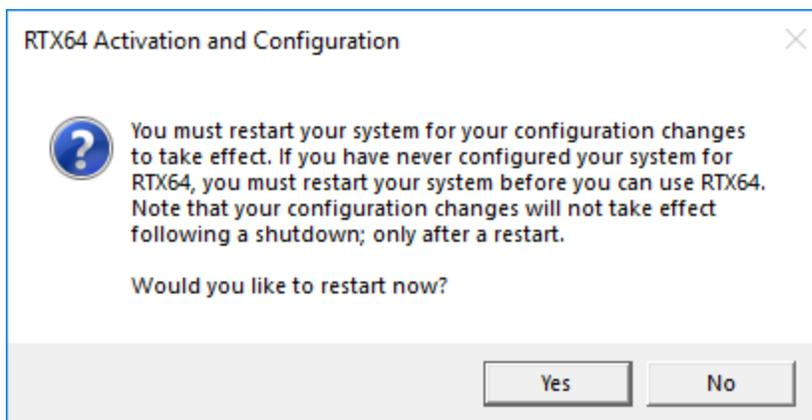 RTX64 Activation and Configuration
You must restart your system for your configuration changes
to take effect. If you have never configured your system for
RTX64, you must restart your system before you can use RTX64.
Note that your configuration changes will not take effect
following a shutdown; only after a restart.
Would you like to restart now?
Yes
No